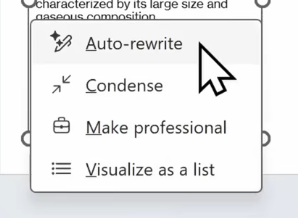 characterized by its large size and
gaseous composition
Auto-rewrite
Condense
Make professional
Visualize as a list